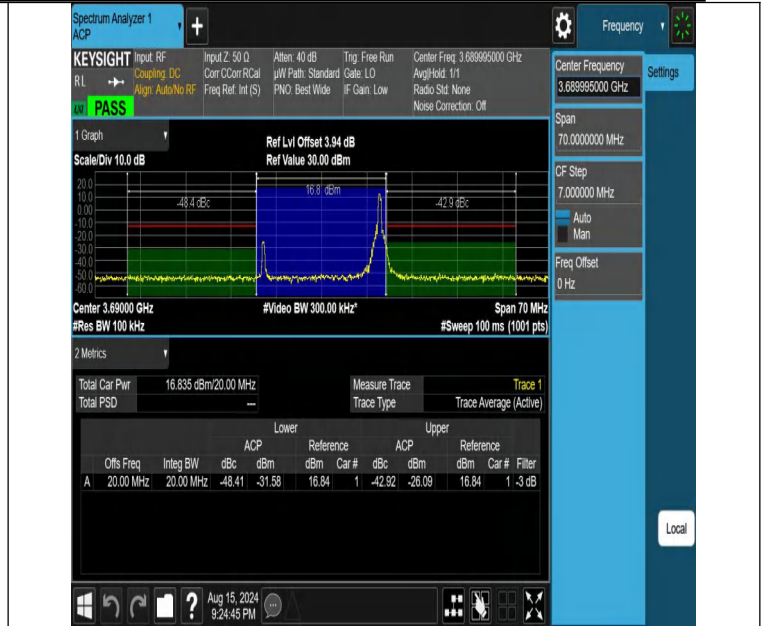 Spectrum Analyzer 1
ACP
+
Frequency
KEYSIGHT
RL
LXI
PASS
Input: RF
Coupling: DC
Align: Auto/No RF
Input Z: 50 Ω
Corr CCorr RCal
Freq Ref: Int (S)
Atten: 40 dB
µW Path: Standard
PNO: Best Wide
Trig: Free Run
Gate: LO
IF Gain: Low
Center Freq: 3.689995000 GHz
Avg|Hold: 1/1
Radio Std: None
Noise Correction: Off
Center Frequency
3.689995000 GHz
Settings
Span
70.0000000 MHz
CF Step
7.000000 MHz
Auto
Man
Freq Offset
0 Hz
1 Graph
Scale/Div 10.0 dB
Ref Lvl Offset 3.94 dB
Ref Value 30.00 dBm
20.0
10.0
0.00
-10.0
-20.0
-30.0
-40.0
-50.0
-60.0
-48.4 dBc
16.8 dBm
-42.9 dBc
Center 3.69000 GHz
#Video BW 300.00 kHz*
Span 70 MHz
#Res BW 100 kHz
#Sweep 100 ms (1001 pts)
2 Metrics
Total Car Pwr 16.835 dBm/20.00 MHz
Total PSD ---
Measure Trace Trace 1
Trace Type Trace Average (Active)
Lower Upper
ACP Reference ACP Reference
Offs Freq Integ BW dBc dBm dBm Car # dBc dBm dBm Car # Filter
A 20.00 MHz 20.00 MHz -48.41 -31.58 16.84 1 -42.92 -26.09 16.84 1 -3 dB
Local
?
Aug 15, 2024
9:24:45 PM